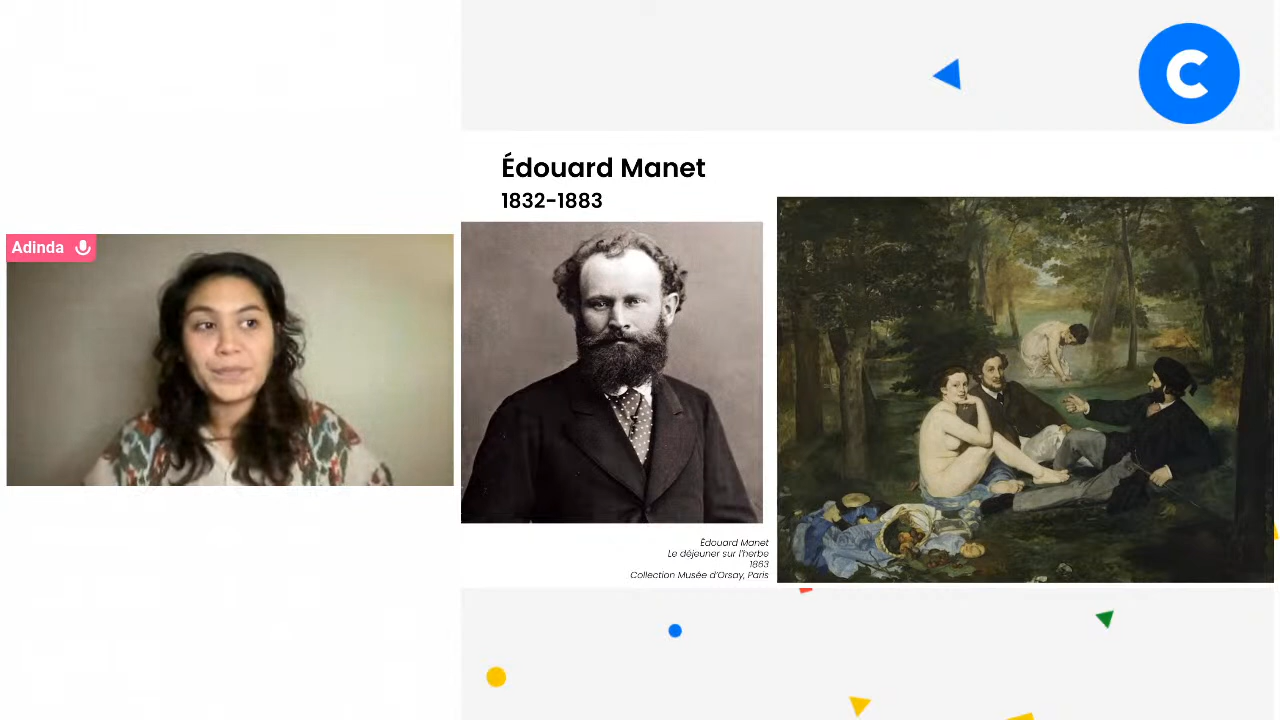 C
Édouard Manet
1832-1883
Adinda
Édouard Manet
Le déjeuner sur l'herbe
1863
Collection Musée d'Orsay, Paris